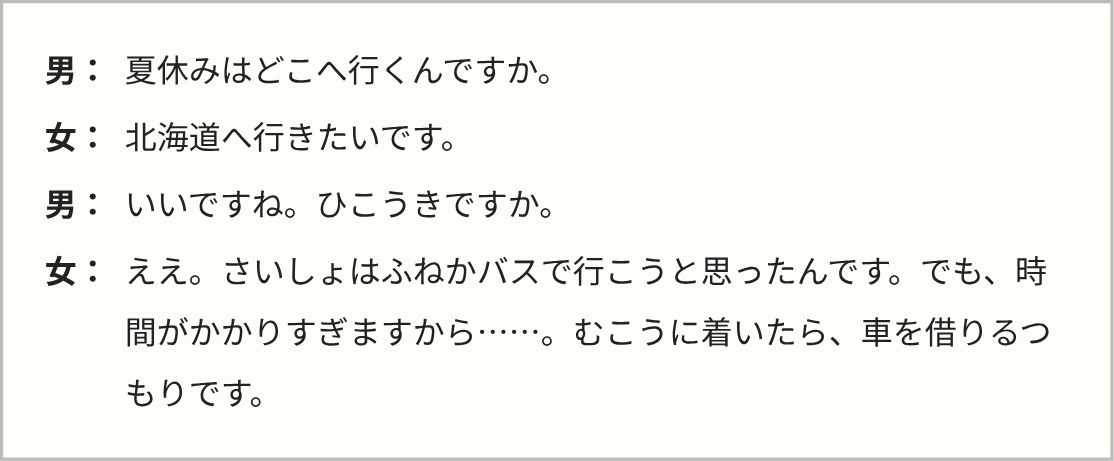 男： 夏休みはどこへ行くんですか。
女： 北海道へ行きたいです。
男： いいですね。ひこうきですか。
女： ええ。さいしょはふねかバスで行こうと思ったんです。でも、時
間がかかりすぎますから……。むこうに着いたら、車を借りるつ
もりです。